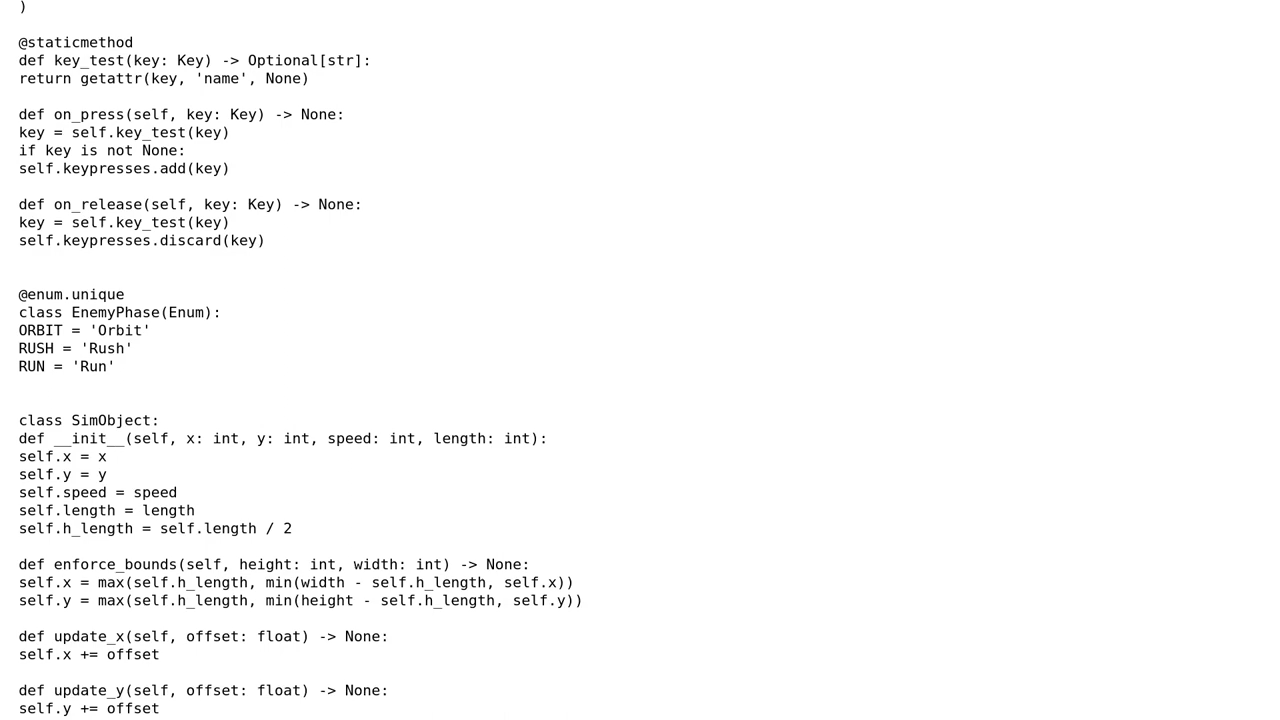 )
@staticmethod
def key_test(key: Key) -> Optional[str]:
return getattr(key, 'name', None)
def on_press(self, key: Key) -> None:
key = self.key_test(key)
if key is not None:
self.keypresses.add(key)
def on_release(self, key: Key) -> None:
key = self.key_test(key)
self.keypresses.discard(key)
@enum.unique
class EnemyPhase(Enum):
ORBIT = 'Orbit'
RUSH = 'Rush'
RUN = 'Run'
class SimObject:
def __init__(self, x: int, y: int, speed: int, length: int):
self.x = x
self.y = y
self.speed = speed
self.length = length
self.h_length = self.length / 2
def enforce_bounds(self, height: int, width: int) -> None:
self.x = max(self.h_length, min(width - self.h_length, self.x))
self.y = max(self.h_length, min(height - self.h_length, self.y))
def update_x(self, offset: float) -> None:
self.x += offset
def update_y(self, offset: float) -> None:
self.y += offset